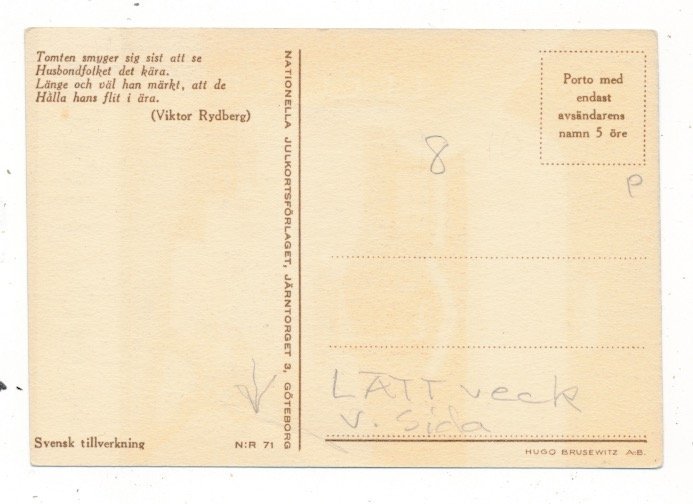 Tomten smyger sig sist att se
Husbondfolket det kära.
Länge och väl han märkt, att de
Hålla hans flit i ära.
(Viktor Rydberg)
Svensk tillverkning
N:R 71
NATIONELLA JULKORTSFÖRLAGET, JÄRNTORGET 3, GÖTEBORG
Porto med
endast
avsändarens
namn 5 öre
8
P
LÄTT veck
v. sida
HUGO BRUSEWITZ A.-B.